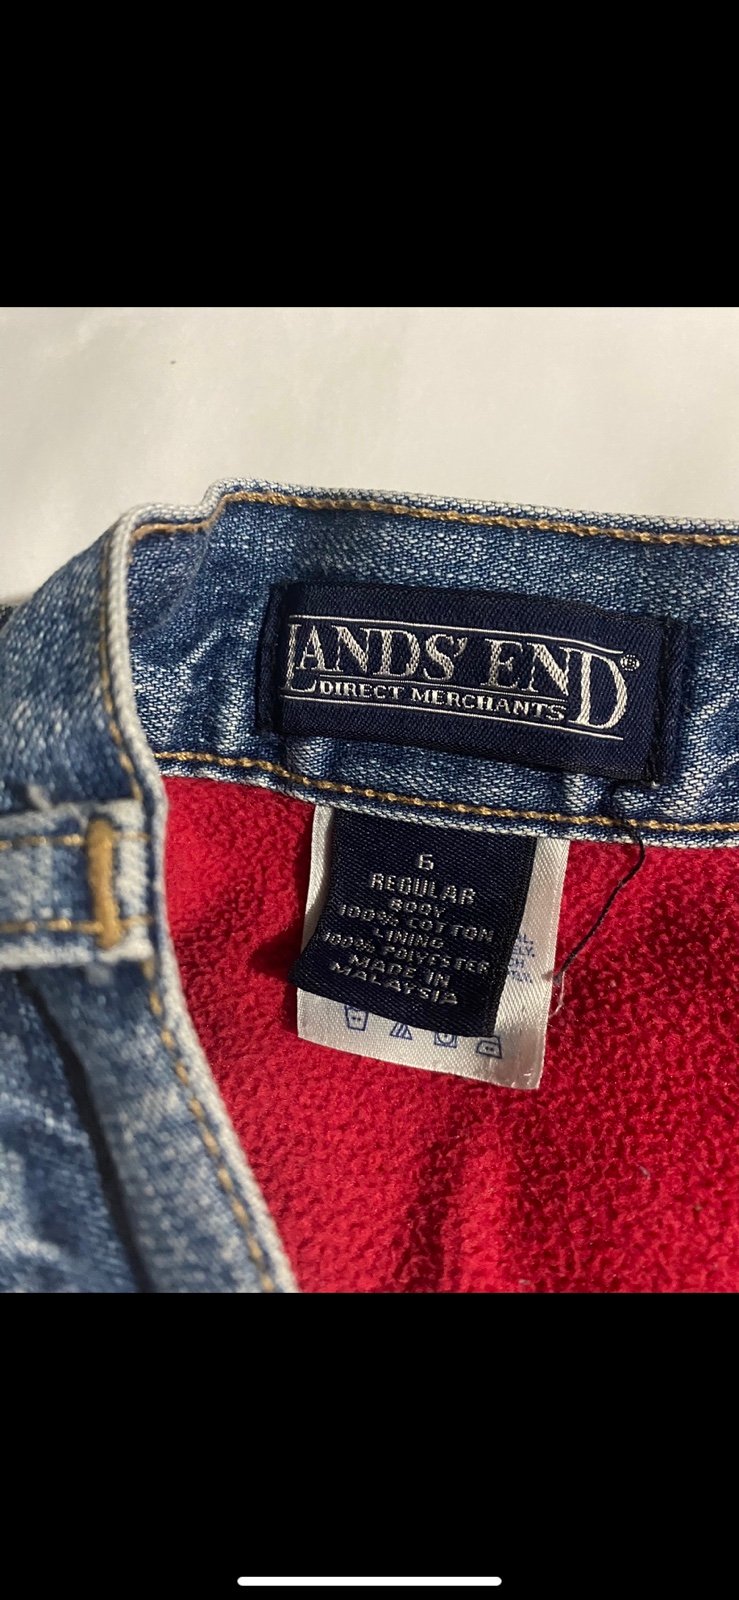 LANDS' END®
DIRECT MERCHANTS
6
REGULAR
BODY
100% COTTON
LINING
100% POLYESTER
MADE IN
MALAYSIA